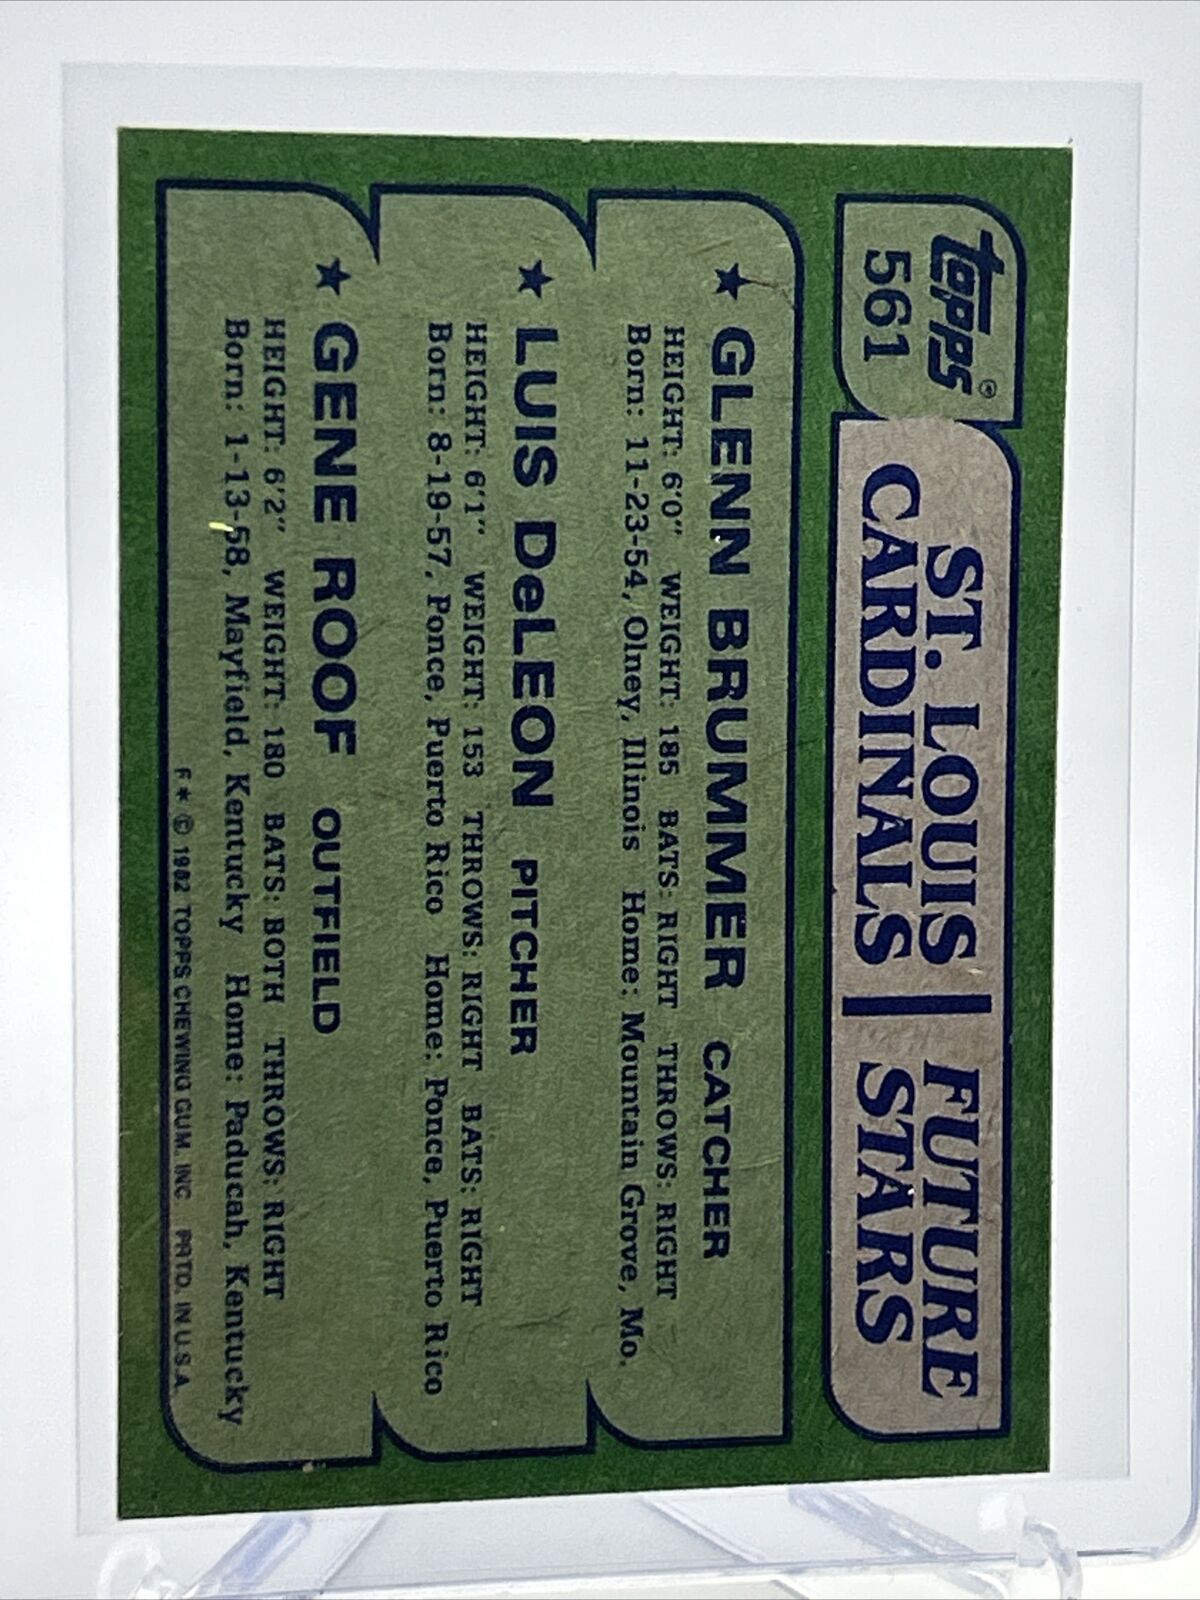 topps®
561
ST. LOUIS
CARDINALS
FUTURE
STARS
★ GLENN BRUMMER CATCHER
HEIGHT: 6'0" WEIGHT: 185 BATS: RIGHT THROWS: RIGHT
Born: 11-23-54, Olney, Illinois Home: Mountain Grove, Mo.
★ LUIS DeLEON PITCHER
HEIGHT: 6'1" WEIGHT: 153 THROWS: RIGHT BATS: RIGHT
Born: 8-19-57, Ponce, Puerto Rico Home: Ponce, Puerto Rico
★ GENE ROOF OUTFIELD
HEIGHT: 6'2" WEIGHT: 180 BATS: BOTH THROWS: RIGHT
Born: 1-13-58, Mayfield, Kentucky Home: Paducah, Kentucky
F* © 1982 TOPPS CHEWING GUM, INC. PRTD. IN U.S.A.